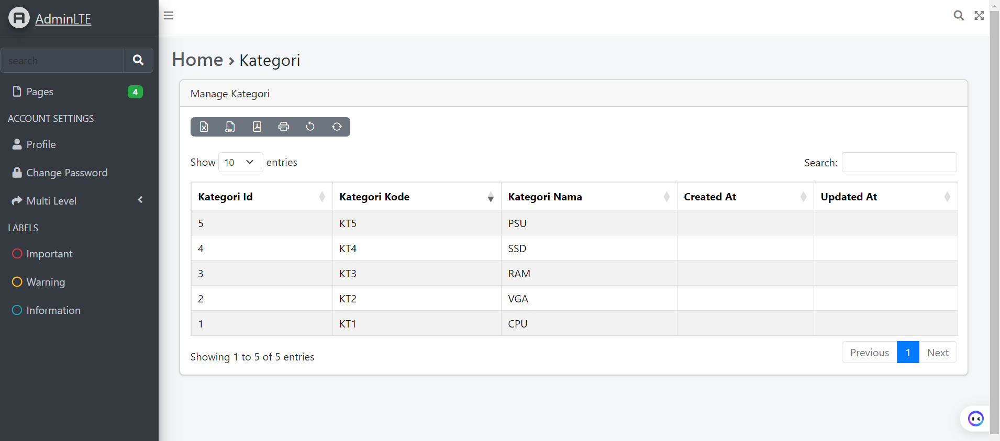 AdminLTE
search
Pages 4
ACCOUNT SETTINGS
Profile
Change Password
Multi Level
LABELS
Important
Warning
Information
Home › Kategori
Manage Kategori
CSV
Show 10 entries
Search:
Kategori Id Kategori Kode Kategori Nama Created At Updated At
5 KT5 PSU
4 KT4 SSD
3 KT3 RAM
2 KT2 VGA
1 KT1 CPU
Showing 1 to 5 of 5 entries
Previous 1 Next